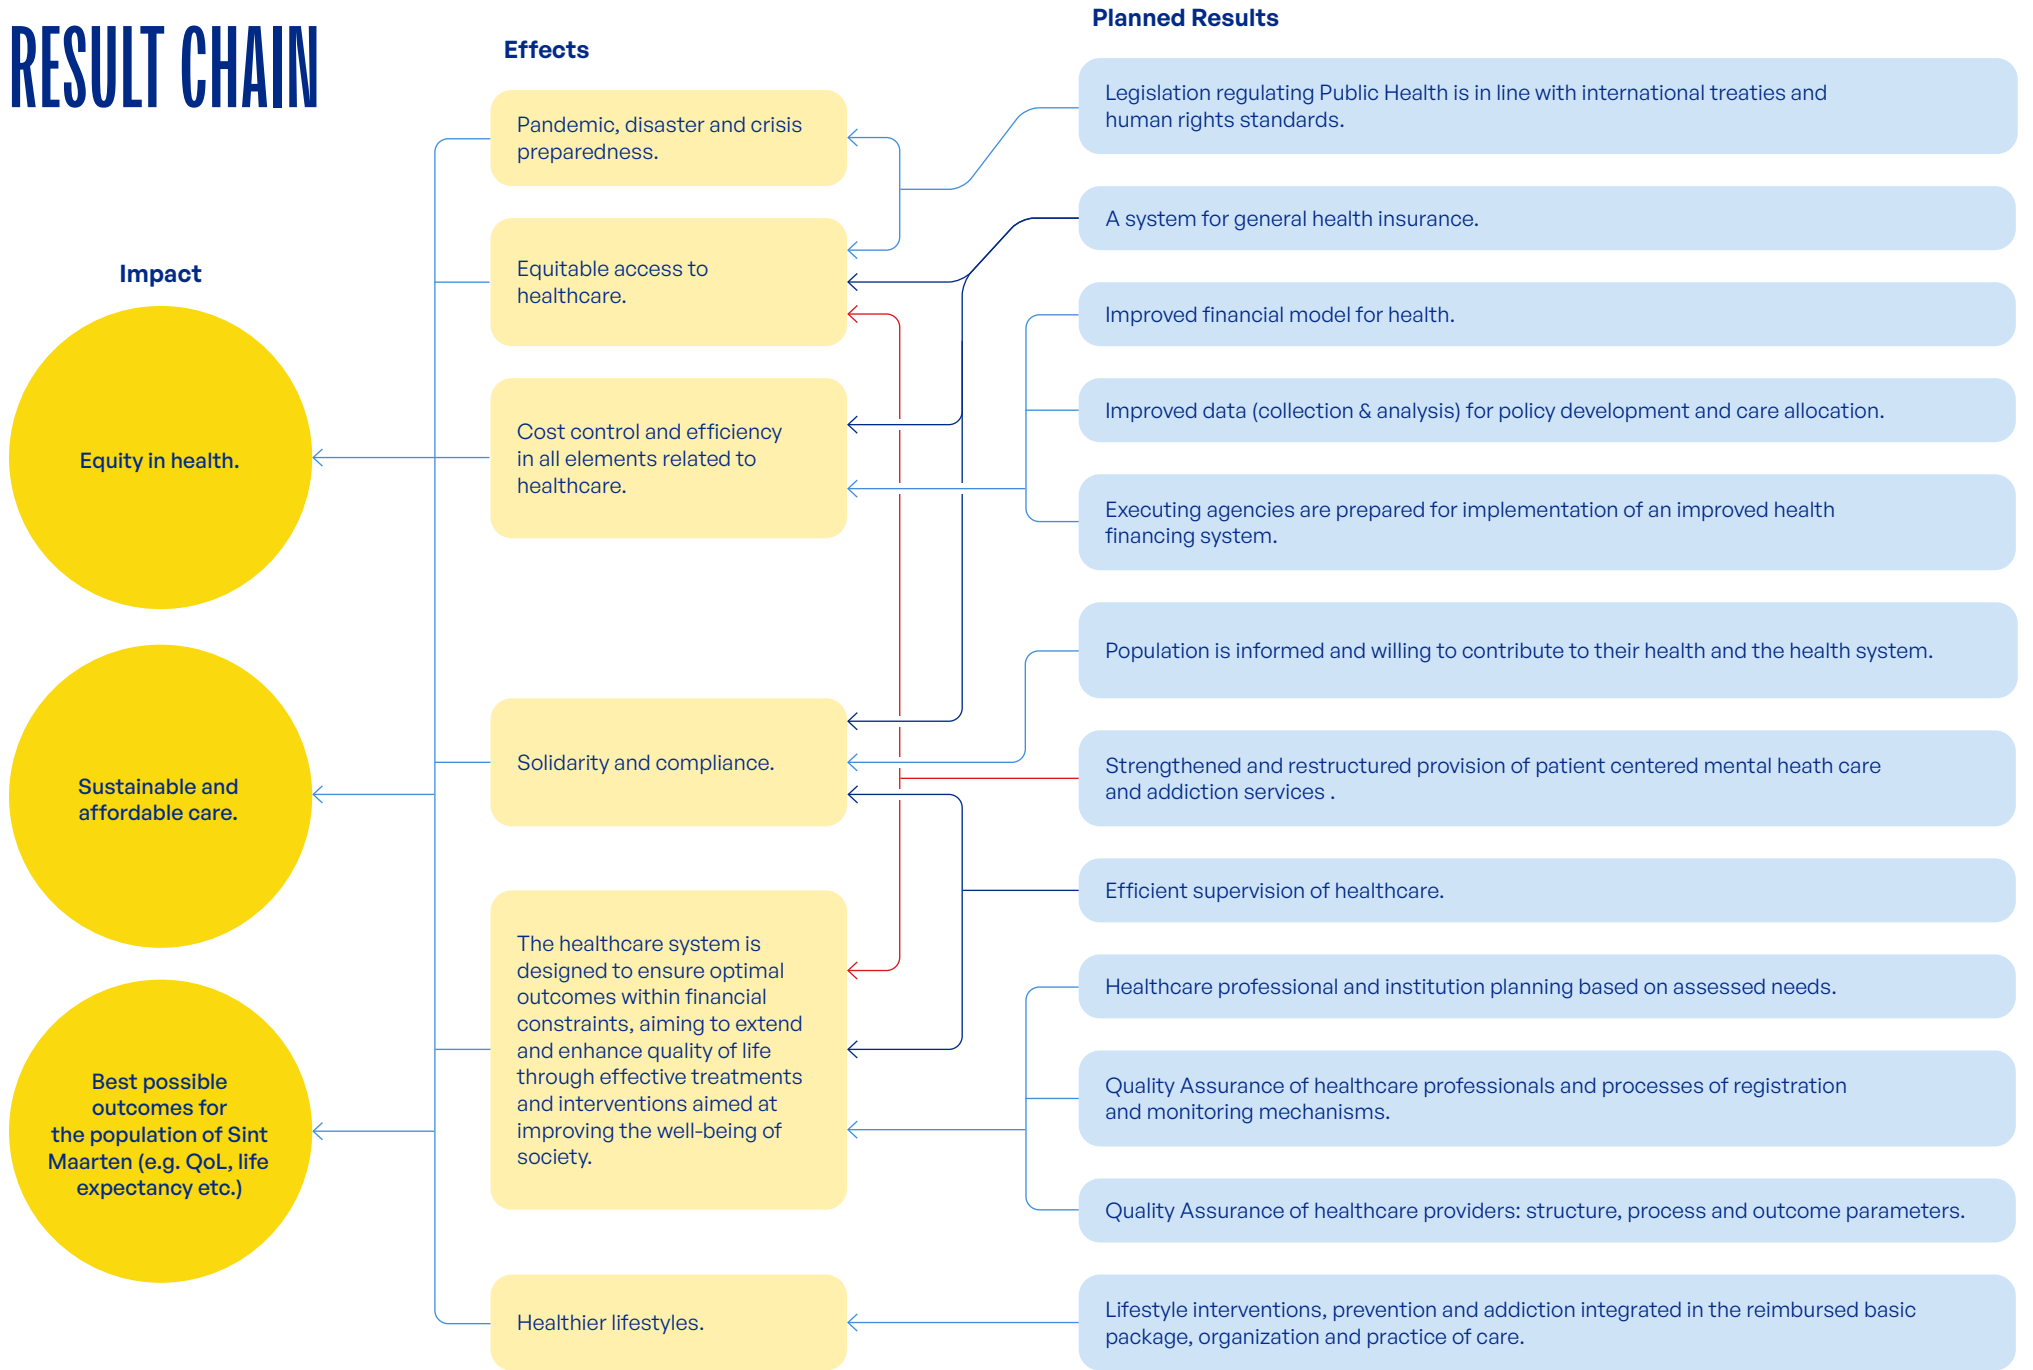 RESULT CHAIN
Impact
Equity in health.
Sustainable and
affordable care.
Best possible
outcomes for
the population of Sint
Maarten (e.g. QoL, life
expectancy etc.)
Effects
Pandemic, disaster and crisis
preparedness.
Equitable access to
healthcare.
Cost control and efficiency
in all elements related to
healthcare.
Solidarity and compliance.
The healthcare system is
designed to ensure optimal
outcomes within financial
constraints, aiming to extend
and enhance quality of life
through effective treatments
and interventions aimed at
improving the well-being of
society.
Healthier lifestyles.
Planned Results
Legislation regulating Public Health is in line with international treaties and
human rights standards.
A system for general health insurance.
Improved financial model for health.
Improved data (collection & analysis) for policy development and care allocation.
Executing agencies are prepared for implementation of an improved health
financing system.
Population is informed and willing to contribute to their health and the health system.
Strengthened and restructured provision of patient centered mental heath care
and addiction services .
Efficient supervision of healthcare.
Healthcare professional and institution planning based on assessed needs.
Quality Assurance of healthcare professionals and processes of registration
and monitoring mechanisms.
Quality Assurance of healthcare providers: structure, process and outcome parameters.
Lifestyle interventions, prevention and addiction integrated in the reimbursed basic
package, organization and practice of care.